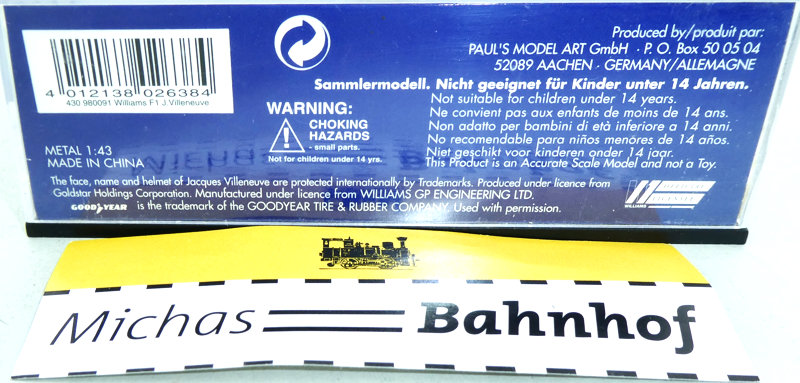 4 012138 026384
430 980091 Williams F1 J.Villeneuve
METAL 1:43
MADE IN CHINA
WARNING:
CHOKING
HAZARDS
- small parts.
Not for children under 14 yrs.
Produced by/produit par:
PAUL'S MODEL ART GmbH · P. O. Box 50 05 04
52089 AACHEN · GERMANY/ALLEMAGNE
Sammlermodell. Nicht geeignet für Kinder unter 14 Jahren.
Not suitable for children under 14 years.
Ne convient pas aux enfants de moins de 14 ans.
Non adatto per bambini di età inferiore a 14 anni.
No recomendable para niños menóres de 14 años.
Niet geschikt voor kinderen onder 14 jaar.
This Product is an Accurate Scale Model and not a Toy.
The face, name and helmet of Jacques Villeneuve are protected internationally by Trademarks. Produced under licence from
Goldstar Holdings Corporation. Manufactured under licence from WILLIAMS GP ENGINEERING LTD.
GOODYEAR is the trademark of the GOODYEAR TIRE & RUBBER COMPANY. Used with permission.
WILLIAMS
Michas Bahnhof